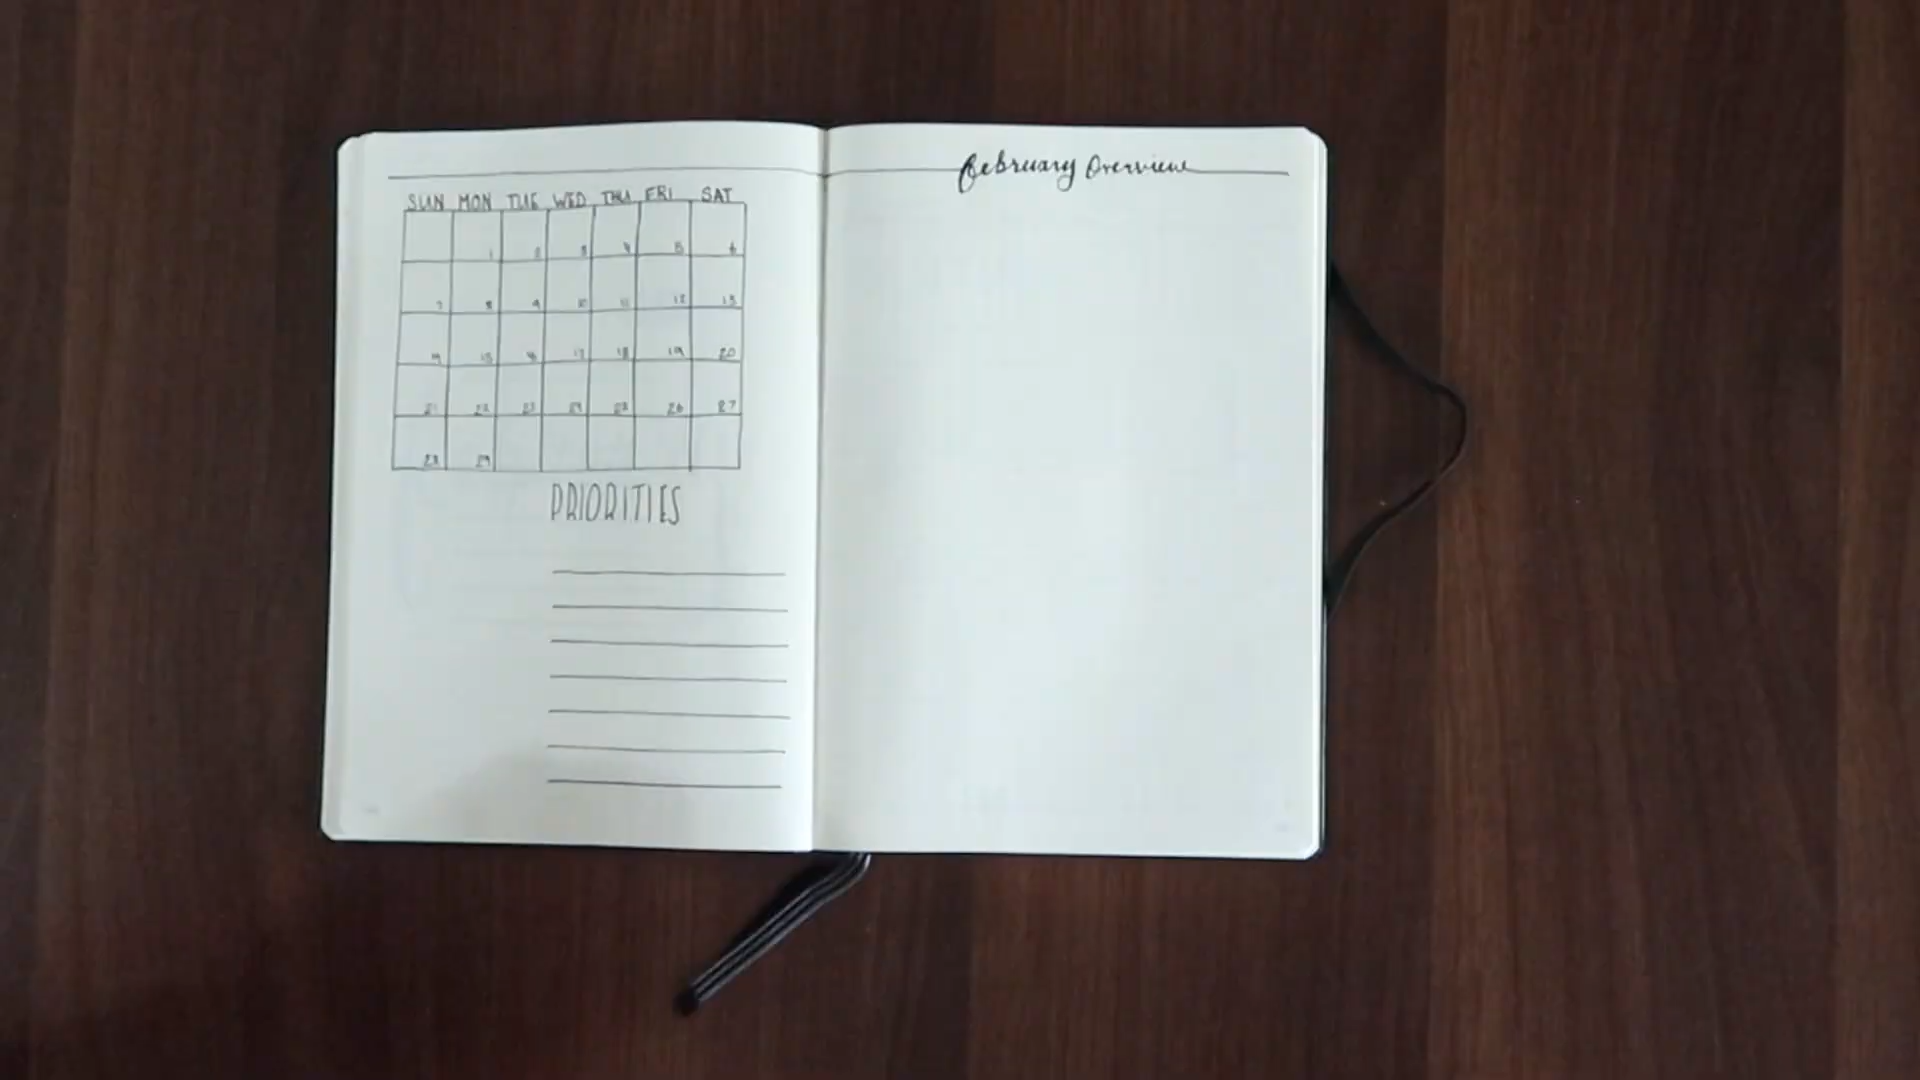 February Overview
SUN MON TUE WED THU FRI SAT
1 2 3 4 5 6
7 8 9 10 11 12 13
14 15 16 17 18 19 20
21 22 23 24 26 27
28 29
PRIORITIES